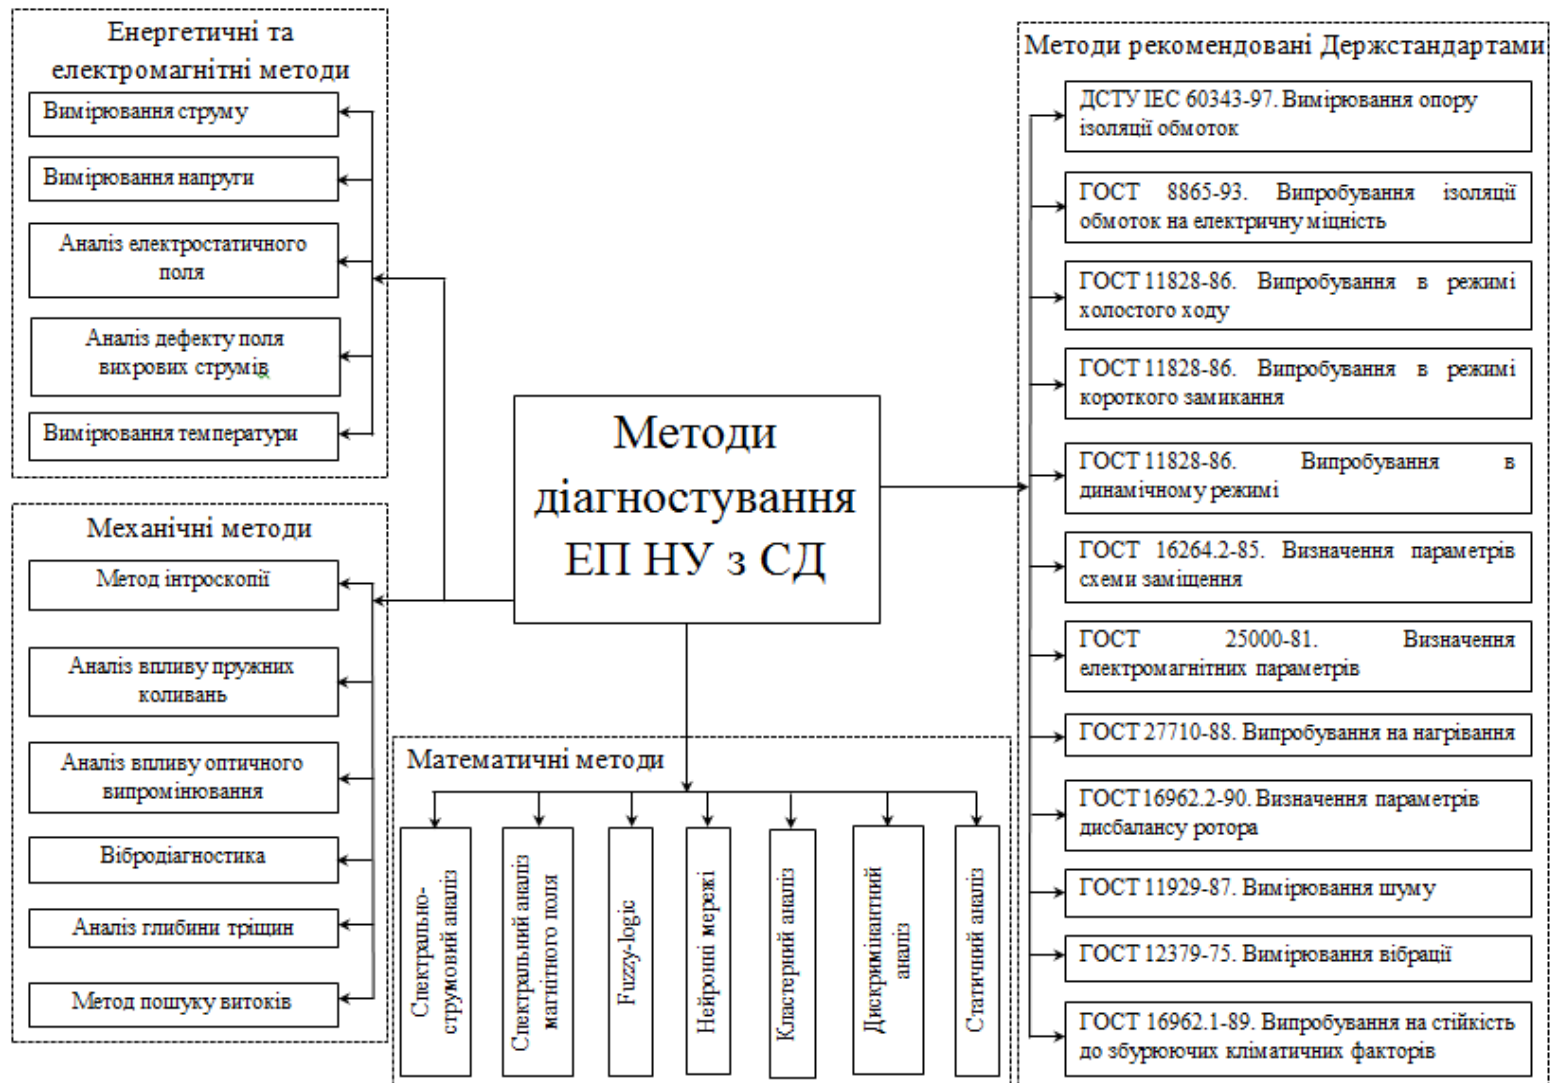 Енергетичні та
електромагнітні методи
Вимірювання струму
Вимірювання напруги
Аналіз електростатичного
поля
Аналіз дефекту поля
вихрових струмів
Вимірювання температури
Механічні методи
Метод інтроскопії
Аналіз впливу пружних
коливань
Аналіз впливу оптичного
випромінювання
Вібродіагностика
Аналіз глибини тріщин
Метод пошуку витоків
Методи
діагностування
ЕП НУ з СД
Математичні методи
Спектрально-
струмовий аналіз
Спектральний аналіз
магнітного поля
Fuzzy-logic
Нейронні мережі
Кластерний аналіз
Дискримінантний
аналіз
Статичний аналіз
Методи рекомендовані Держстандартами
ДСТУ ІЕС 60343-97. Вимірювання опору
ізоляції обмоток
ГОСТ 8865-93. Випробування ізоляції
обмоток на електричну міцність
ГОСТ 11828-86. Випробування в режимі
холостого ходу
ГОСТ 11828-86. Випробування в режимі
короткого замикання
ГОСТ 11828-86. Випробування в
динамічному режимі
ГОСТ 16264.2-85. Визначення параметрів
схеми заміщення
ГОСТ 25000-81. Визначення
електромагнітних параметрів
ГОСТ 27710-88. Випробування на нагрівання
ГОСТ 16962.2-90. Визначення параметрів
дисбалансу ротора
ГОСТ 11929-87. Вимірювання шуму
ГОСТ 12379-75. Вимірювання вібрації
ГОСТ 16962.1-89. Випробування на стійкість
до збурюючих кліматичних факторів